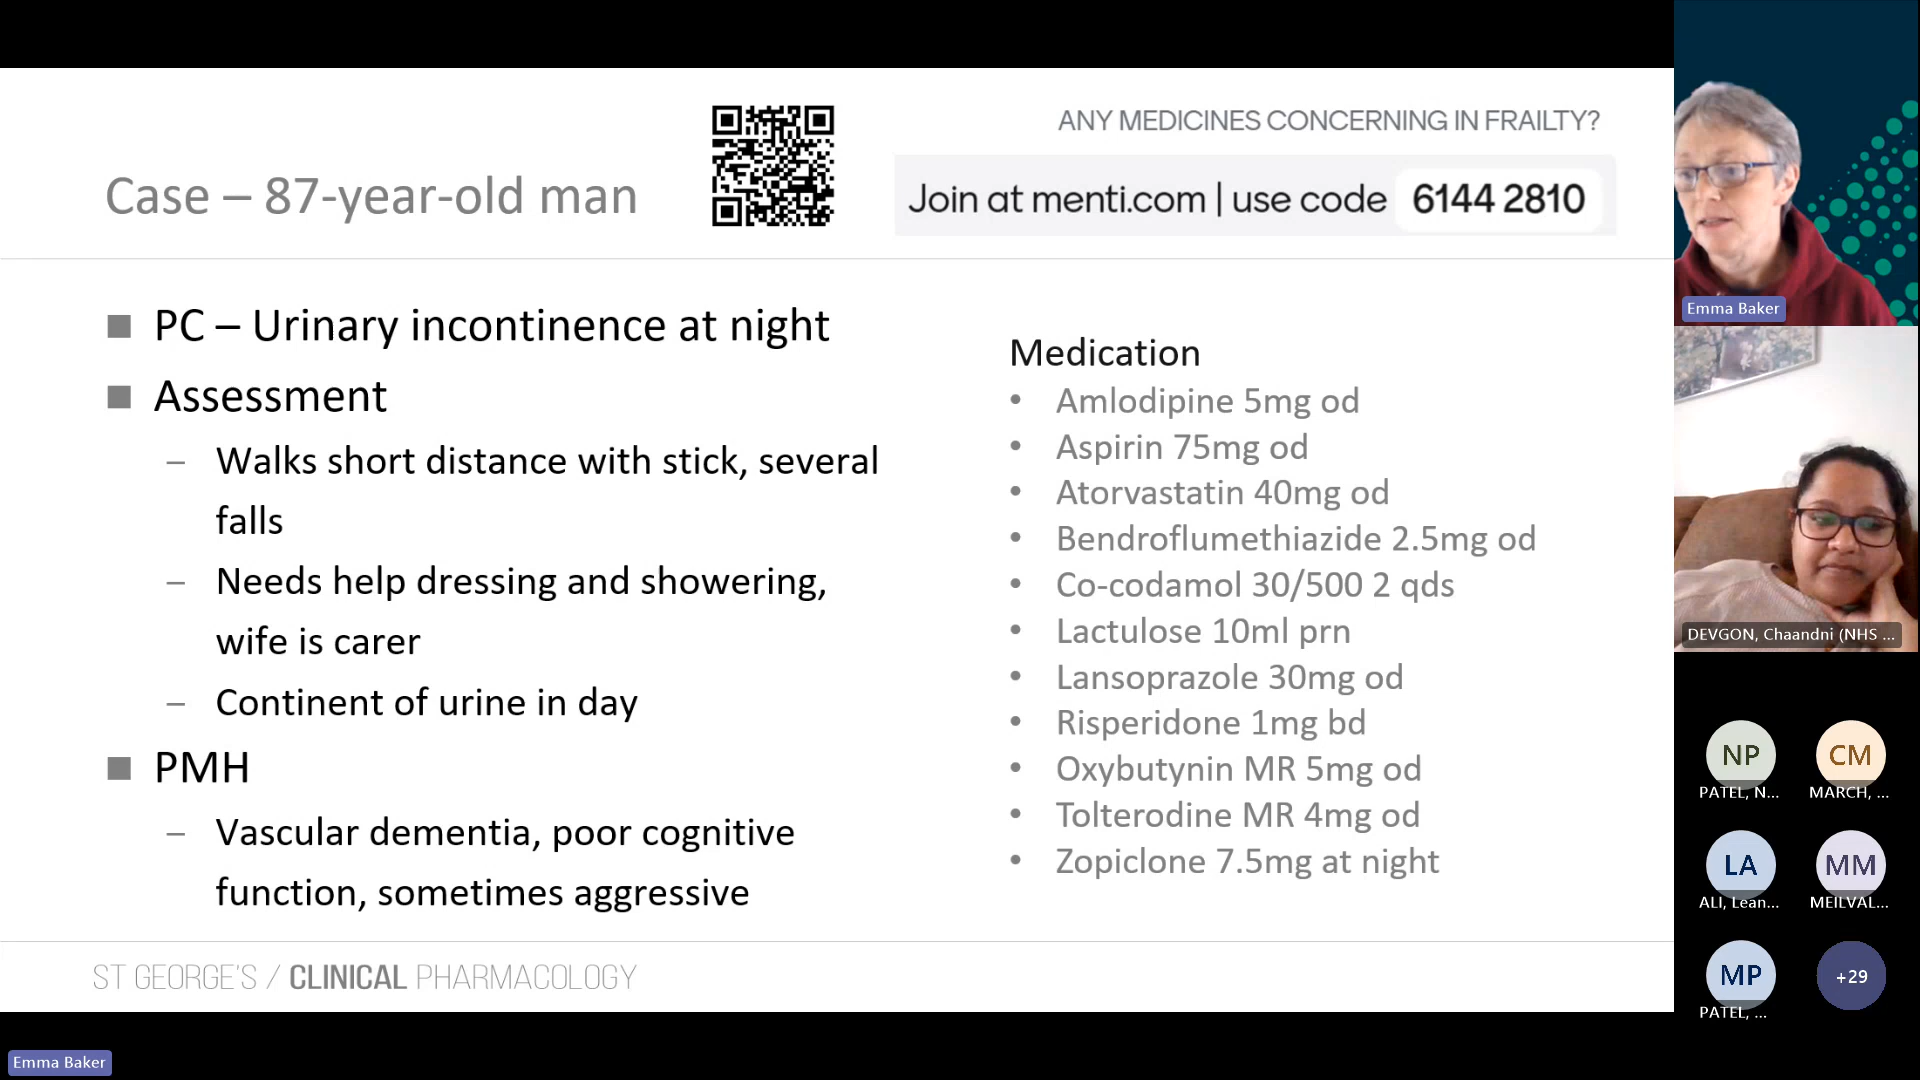 ANY MEDICINES CONCERNING IN FRAILTY?
Case – 87-year-old man
Join at menti.com | use code 6144 2810
■ PC – Urinary incontinence at night
■ Assessment
– Walks short distance with stick, several
falls
– Needs help dressing and showering,
wife is carer
– Continent of urine in day
■ PMH
– Vascular dementia, poor cognitive
function, sometimes aggressive
Medication
• Amlodipine 5mg od
• Aspirin 75mg od
• Atorvastatin 40mg od
• Bendroflumethiazide 2.5mg od
• Co-codamol 30/500 2 qds
• Lactulose 10ml prn
• Lansoprazole 30mg od
• Risperidone 1mg bd
• Oxybutynin MR 5mg od
• Tolterodine MR 4mg od
• Zopiclone 7.5mg at night
ST GEORGE'S / CLINICAL PHARMACOLOGY
Emma Baker
Emma Baker
DEVGON, Chaandni (NHS ...
NP
PATEL, N...
CM
MARCH, ...
LA
ALI, Lean...
MM
MEILVAL...
MP
PATEL, ...
+29